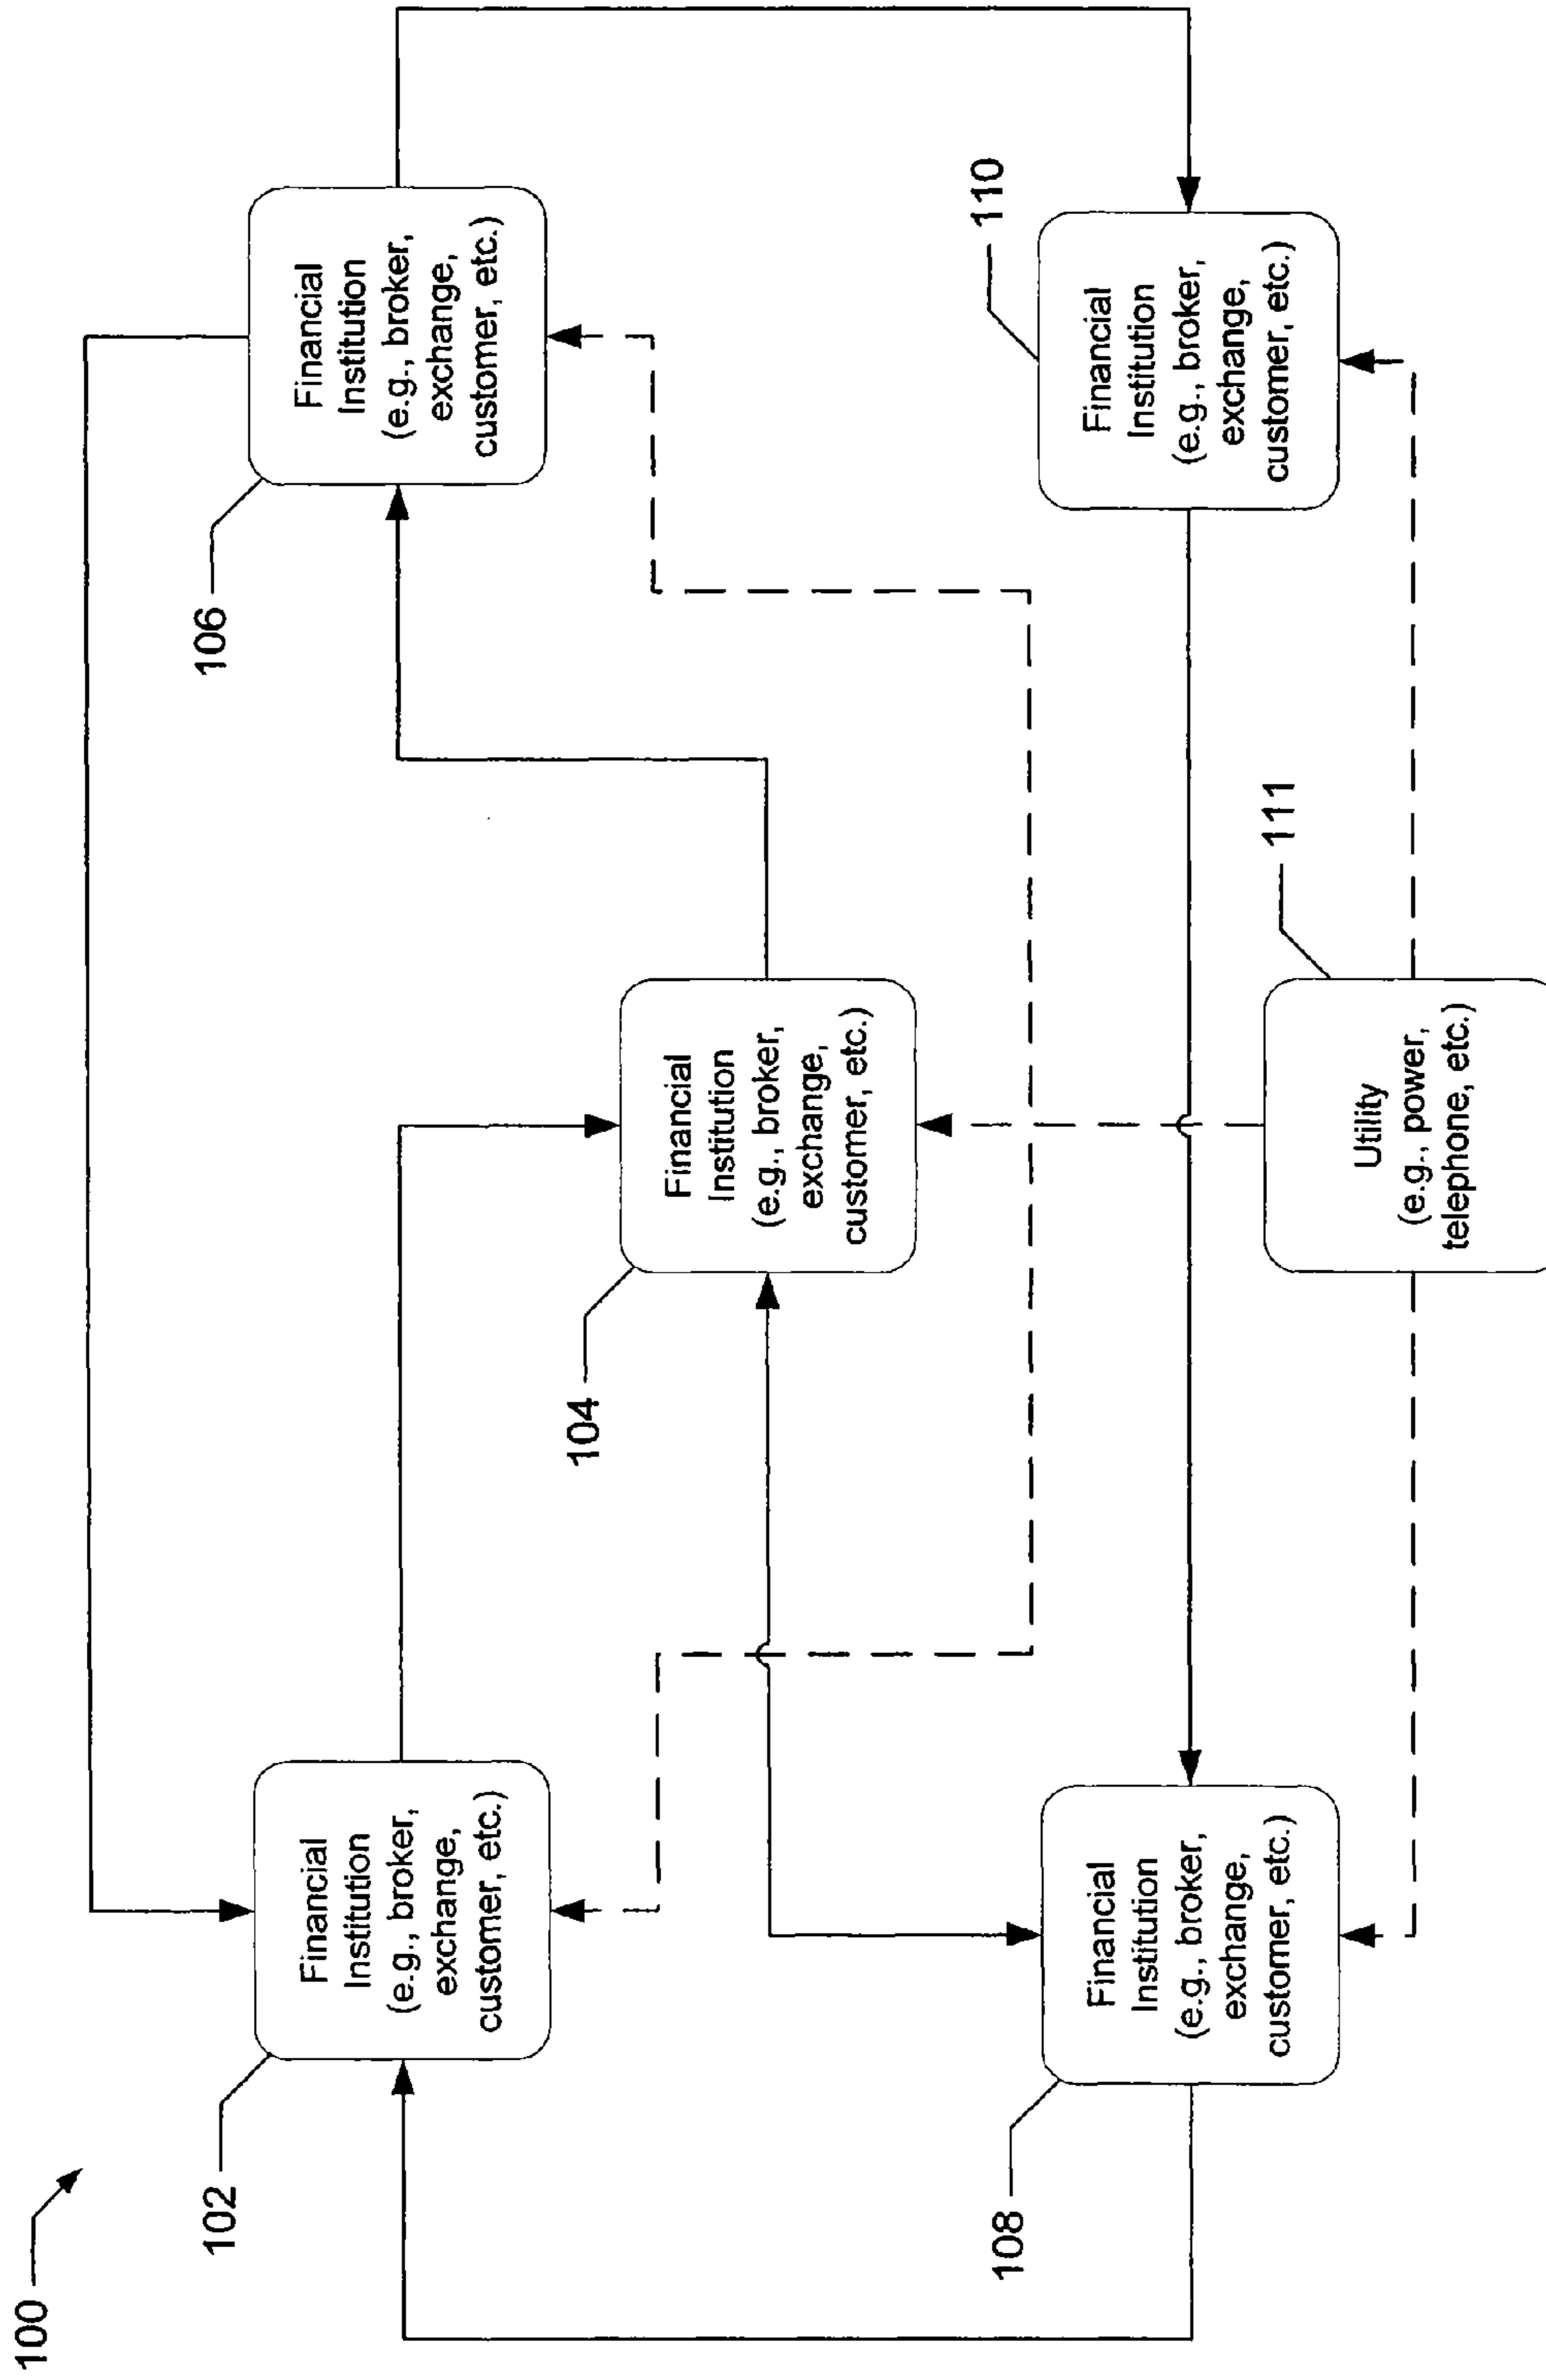 100
102
Financial
Institution
(e.g., broker,
exchange,
customer, etc.)
106
Financial
Institution
(e.g., broker,
exchange,
customer, etc.)
104
Financial
Institution
(e.g., broker,
exchange,
customer, etc.)
108
Financial
Institution
(e.g., broker,
exchange,
customer, etc.)
110
Financial
Institution
(e.g., broker,
exchange,
customer, etc.)
111
Utility
(e.g., power,
telephone, etc.)